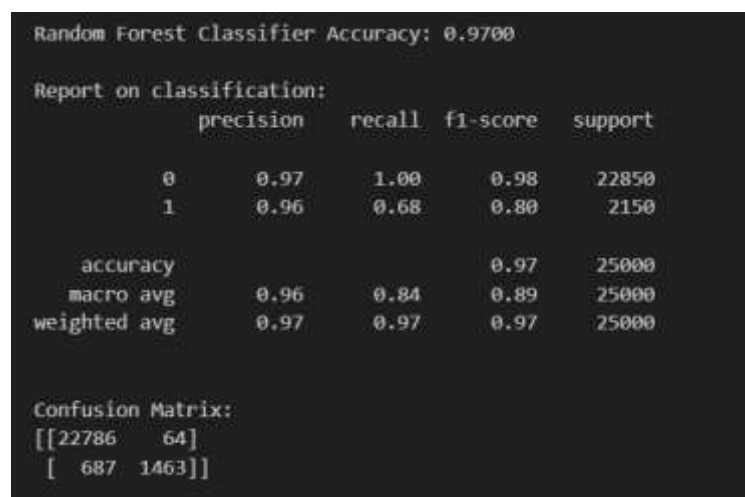 Random Forest Classifier Accuracy: 0.9700
Report on classification:
precision recall f1-score support
0 0.97 1.00 0.98 22850
1 0.96 0.68 0.80 2150
accuracy 0.97 25000
macro avg 0.96 0.84 0.89 25000
weighted avg 0.97 0.97 0.97 25000
Confusion Matrix:
[[22786 64]
[ 687 1463]]